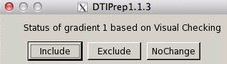 DTIPrep1.1.3
Status of gradient 1 based on Visual Checking
Include Exclude NoChange